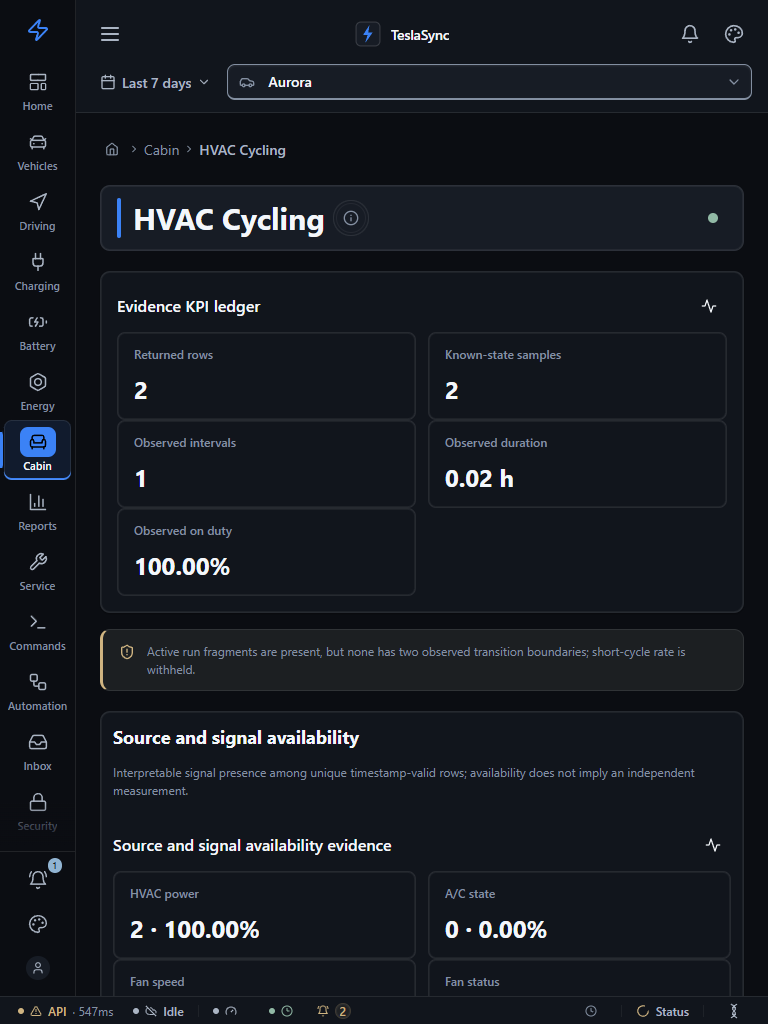 TeslaSync
Last 7 days
Aurora
Home
Vehicles
Driving
Charging
Battery
Energy
Cabin
Reports
Service
Commands
Automation
Inbox
Security
1
Cabin
HVAC Cycling
HVAC Cycling
Evidence KPI ledger
Returned rows
2
Known-state samples
2
Observed intervals
1
Observed duration
0.02 h
Observed on duty
100.00%
Active run fragments are present, but none has two observed transition boundaries; short-cycle rate is
withheld.
Source and signal availability
Interpretable signal presence among unique timestamp-valid rows; availability does not imply an independent
measurement.
Source and signal availability evidence
HVAC power
2 · 100.00%
A/C state
0 · 0.00%
Fan speed
Fan status
API · 547ms
Idle
2
Status